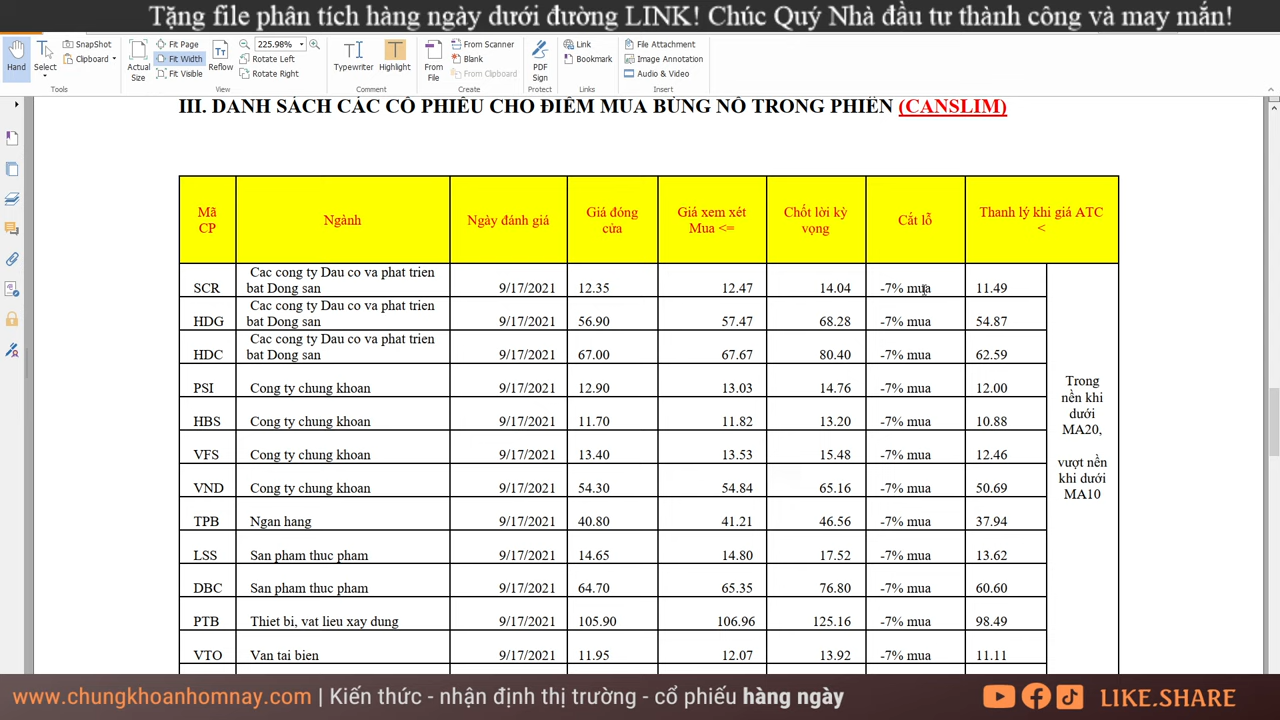 Tặng file phân tích hàng ngày dưới đường LINK! Chúc Quý Nhà đầu tư thành công và may mắn!
Hand
Select
SnapShot
Clipboard
Tools
Actual Size
Fit Page
Fit Width
Fit Visible
Reflow
225.98%
Rotate Left
Rotate Right
View
Typewriter
Highlight
Comment
From File
From Scanner
Blank
From Clipboard
Create
PDF Sign
Protect
Link
Bookmark
Links
File Attachment
Image Annotation
Audio & Video
Insert
III. DANH SÁCH CÁC CỔ PHIẾU CHO ĐIỂM MUA BÙNG NỔ TRONG PHIÊN (CANSLIM)
Mã CP Ngành Ngày đánh giá Giá đóng cửa Giá xem xét Mua <= Chốt lời kỳ vọng Cắt lỗ Thanh lý khi giá ATC <
SCR Cac cong ty Dau co va phat trien bat Dong san 9/17/2021 12.35 12.47 14.04 -7% mua 11.49
HDG Cac cong ty Dau co va phat trien bat Dong san 9/17/2021 56.90 57.47 68.28 -7% mua 54.87
HDC Cac cong ty Dau co va phat trien bat Dong san 9/17/2021 67.00 67.67 80.40 -7% mua 62.59
PSI Cong ty chung khoan 9/17/2021 12.90 13.03 14.76 -7% mua 12.00
HBS Cong ty chung khoan 9/17/2021 11.70 11.82 13.20 -7% mua 10.88
VFS Cong ty chung khoan 9/17/2021 13.40 13.53 15.48 -7% mua 12.46
VND Cong ty chung khoan 9/17/2021 54.30 54.84 65.16 -7% mua 50.69
TPB Ngan hang 9/17/2021 40.80 41.21 46.56 -7% mua 37.94
LSS San pham thuc pham 9/17/2021 14.65 14.80 17.52 -7% mua 13.62
DBC San pham thuc pham 9/17/2021 64.70 65.35 76.80 -7% mua 60.60
PTB Thiet bi, vat lieu xay dung 9/17/2021 105.90 106.96 125.16 -7% mua 98.49
VTO Van tai bien 9/17/2021 11.95 12.07 13.92 -7% mua 11.11
Trong
nền khi
dưới
MA20,
vượt nền
khi dưới
MA10
www.chungkhoanhomnay.com | Kiến thức - nhận định thị trường - cổ phiếu hàng ngày
LIKE.SHARE